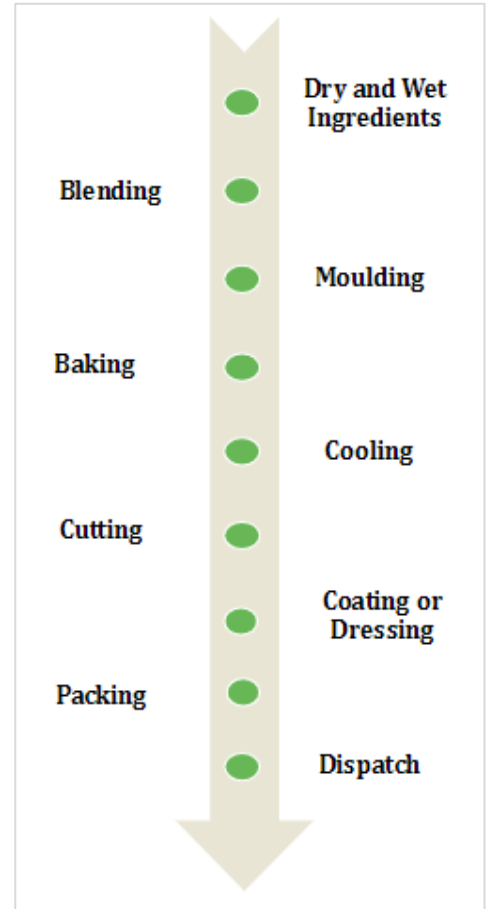 Dry and Wet
Ingredients
Blending
Moulding
Baking
Cooling
Cutting
Coating or
Dressing
Packing
Dispatch